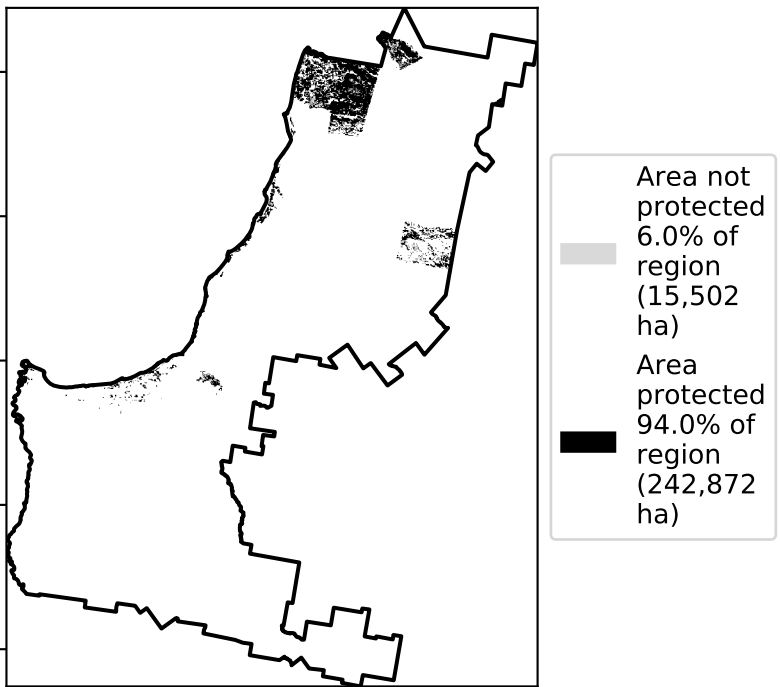 Area not
protected
6.0% of
region
(15,502
ha)
Area
protected
94.0% of
region
(242,872
ha)